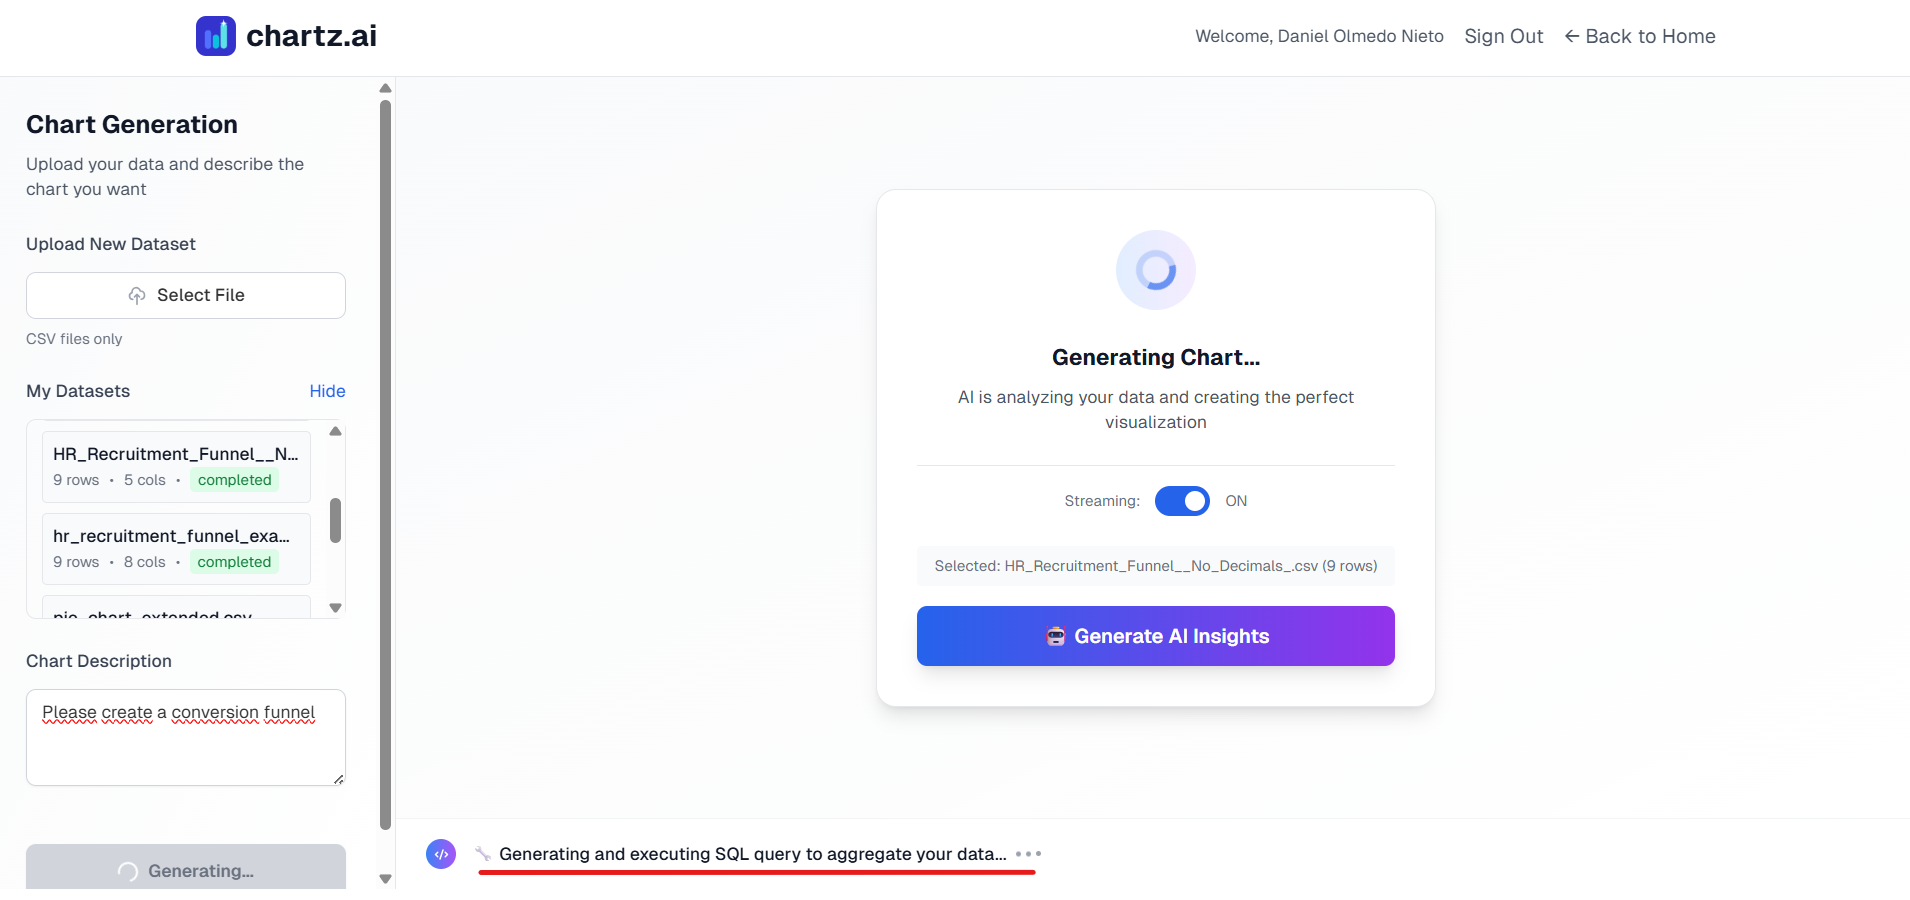 chartz.ai
Welcome, Daniel Olmedo Nieto
Sign Out
← Back to Home
Chart Generation
Upload your data and describe the
chart you want
Upload New Dataset
Select File
CSV files only
My Datasets
Hide
HR_Recruitment_Funnel__N...
9 rows • 5 cols • completed
hr_recruitment_funnel_exa...
9 rows • 8 cols • completed
pie_chart_extended.csv
Chart Description
Please create a conversion funnel
Generating...
Generating Chart...
AI is analyzing your data and creating the perfect
visualization
Streaming: ON
Selected: HR_Recruitment_Funnel__No_Decimals_.csv (9 rows)
Generate AI Insights
</> Generating and executing SQL query to aggregate your data...